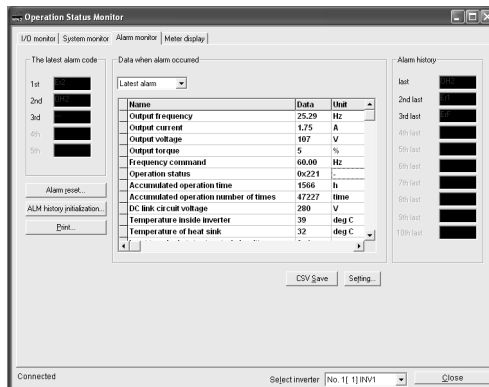 Operation Status Monitor
I/O monitor System monitor Alarm monitor Meter display
The latest alarm code
1st
2nd OH2
3rd
4th
5th
Alarm reset...
ALM history initialization...
Print...
Data when alarm occurred
Latest alarm
Name Data Unit
Output frequency 25.29 Hz
Output current 1.75 A
Output voltage 107 V
Output torque 5 %
Frequency command 60.00 Hz
Operation status 0x221 -
Accumulated operation time 1566 h
Accumulated operation number of times 47227 time
DC link circuit voltage 280 V
Temperature inside inverter 39 deg C
Temperature of heat sink 32 deg C
CSV Save Setting...
Alarm history
last OH2
2nd last Er1
3rd last
4th last
5th last
6th last
7th last
8th last
9th last
10th last
Connected
Select inverter No. 1[ 1] INV1
Close